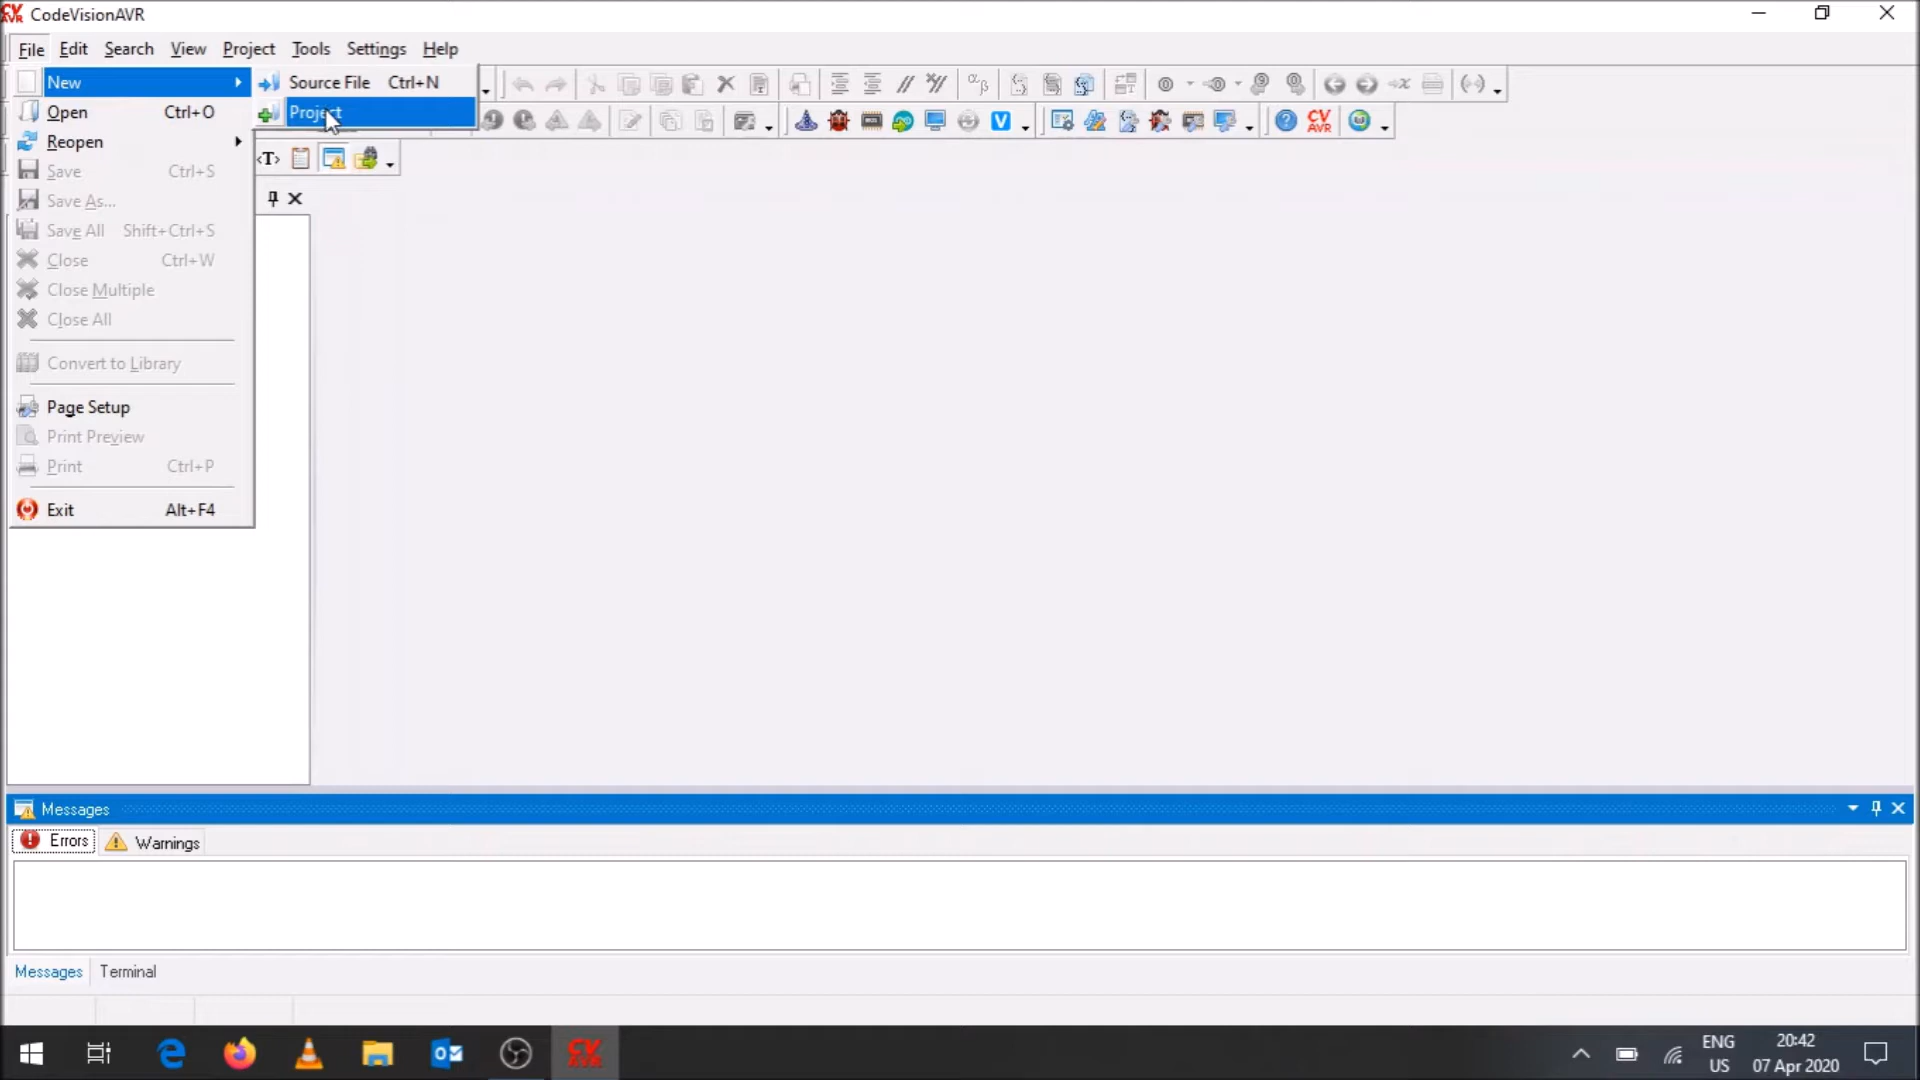 CodeVisionAVR
File Edit Search View Project Tools Settings Help
New
Source File Ctrl+N
Open Ctrl+O
Project
Reopen
Save Ctrl+S
Save As...
Save All Shift+Ctrl+S
Close Ctrl+W
Close Multiple
Close All
Convert to Library
Page Setup
Print Preview
Print Ctrl+P
Exit Alt+F4
Messages
Errors Warnings
Messages Terminal
ENG
US
20:42
07 Apr 2020